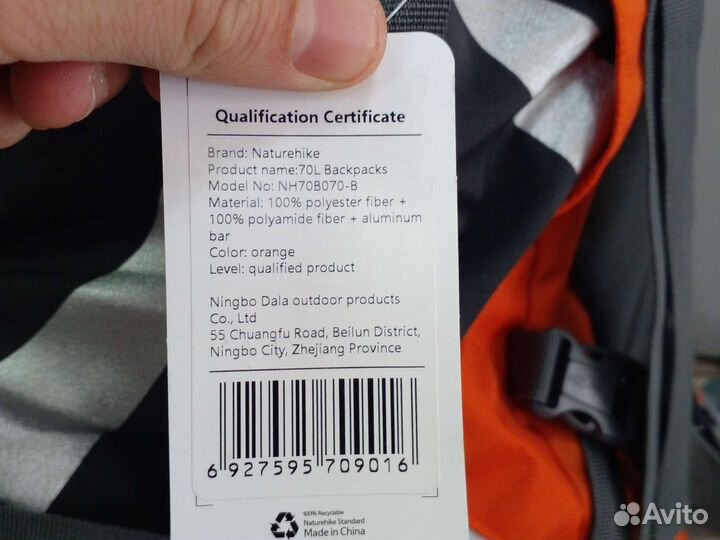 Qualification Certificate
Brand: Naturehike
Product name:70L Backpacks
Model No: NH70B070-B
Material: 100% polyester fiber +
100% polyamide fiber + aluminum
bar
Color: orange
Level: qualified product
Ningbo Dala outdoor products
Co., Ltd
55 Chuangfu Road, Beilun District,
Ningbo City, Zhejiang Province
6 927595 709016
100% Recyclable
Naturehike Standard
Made in China
Avito